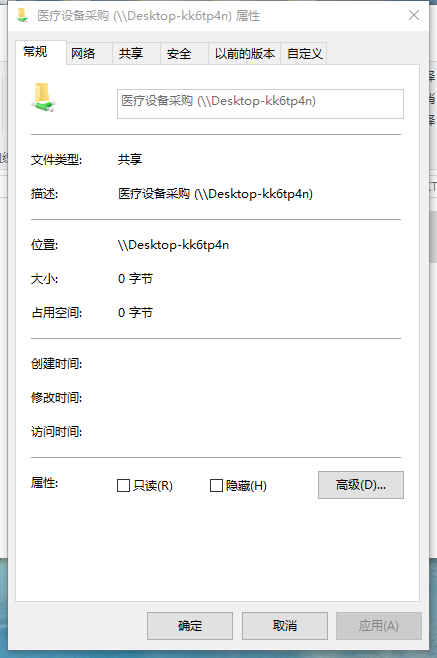 医疗设备采购 (\\Desktop-kk6tp4n) 属性
常规 网络 共享 安全 以前的版本 自定义
医疗设备采购 (\\Desktop-kk6tp4n)
文件类型: 共享
描述: 医疗设备采购 (\\Desktop-kk6tp4n)
位置: \\Desktop-kk6tp4n
大小: 0 字节
占用空间: 0 字节
创建时间:
修改时间:
访问时间:
属性: 只读(R) 隐藏(H) 高级(D)...
确定 取消 应用(A)